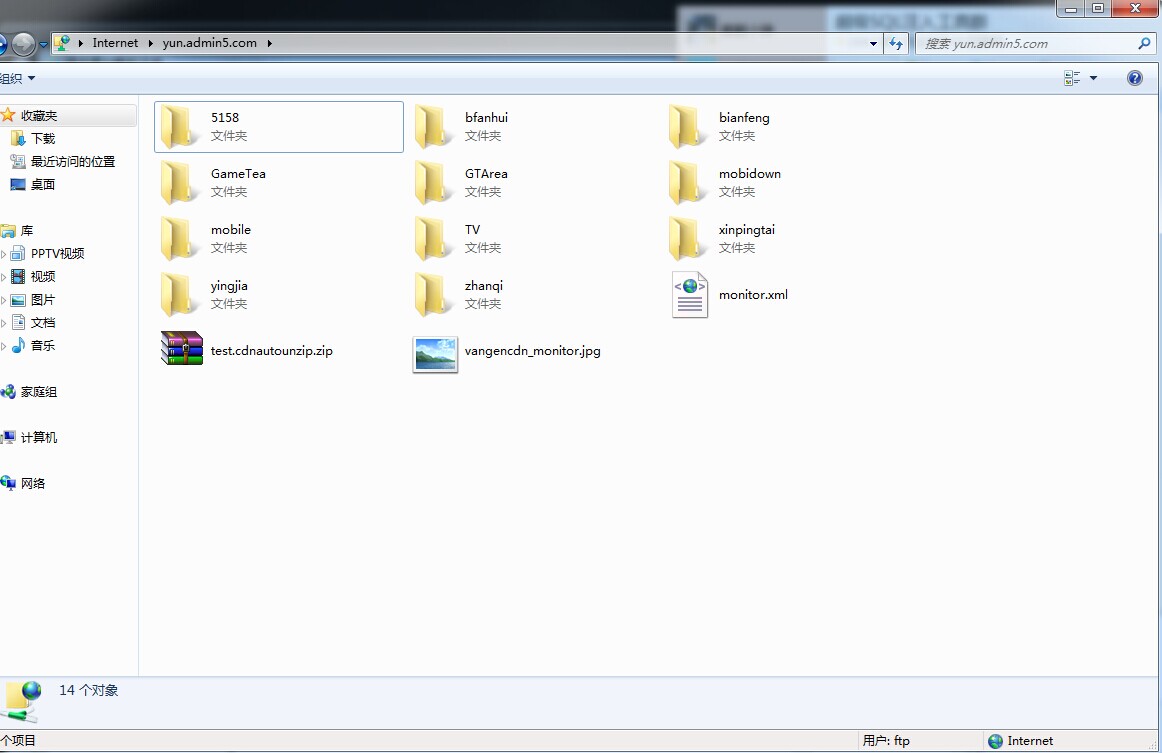 Internet yun.admin5.com
搜索 yun.admin5.com
组织
收藏夹
下载
最近访问的位置
桌面
库
PPTV视频
视频
图片
文档
音乐
家庭组
计算机
网络
5158
文件夹
bfanhui
文件夹
bianfeng
文件夹
GameTea
文件夹
GTArea
文件夹
mobidown
文件夹
mobile
文件夹
TV
文件夹
xinpingtai
文件夹
yingjia
文件夹
zhanqi
文件夹
monitor.xml
test.cdnautounzip.zip
vangencdn_monitor.jpg
14 个对象
个项目
用户: ftp
Internet